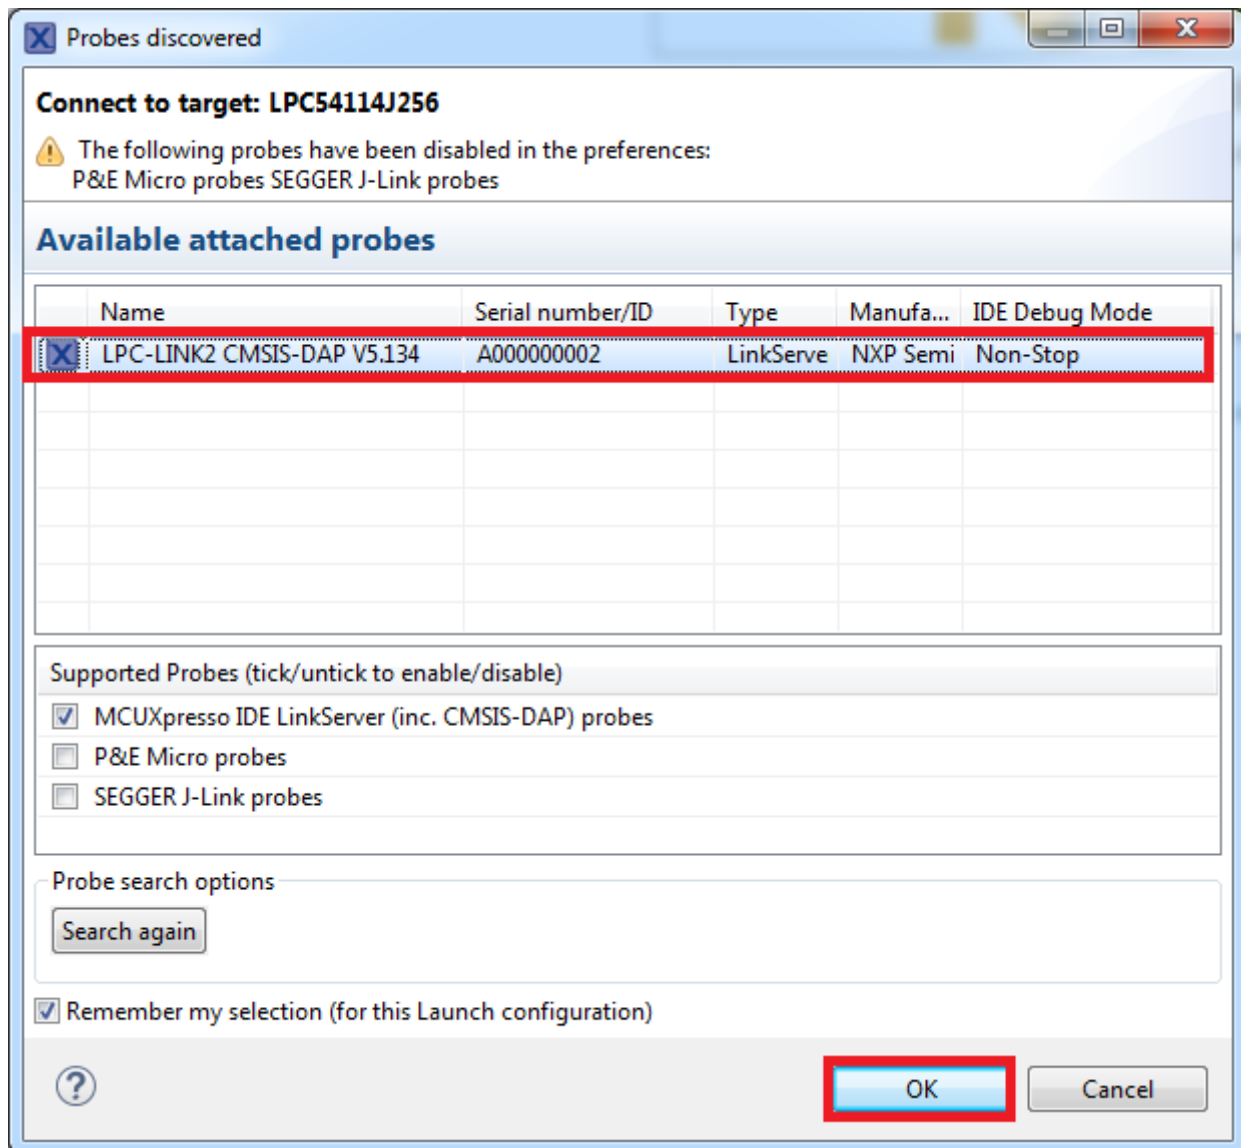 Probes discovered
Connect to target: LPC54114J256
The following probes have been disabled in the preferences:
P&E Micro probes SEGGER J-Link probes
Available attached probes
Name Serial number/ID Type Manufa... IDE Debug Mode
LPC-LINK2 CMSIS-DAP V5.134 A000000002 LinkServe NXP Semi Non-Stop
Supported Probes (tick/untick to enable/disable)
MCUXpresso IDE LinkServer (inc. CMSIS-DAP) probes
P&E Micro probes
SEGGER J-Link probes
Probe search options
Search again
Remember my selection (for this Launch configuration)
OK Cancel